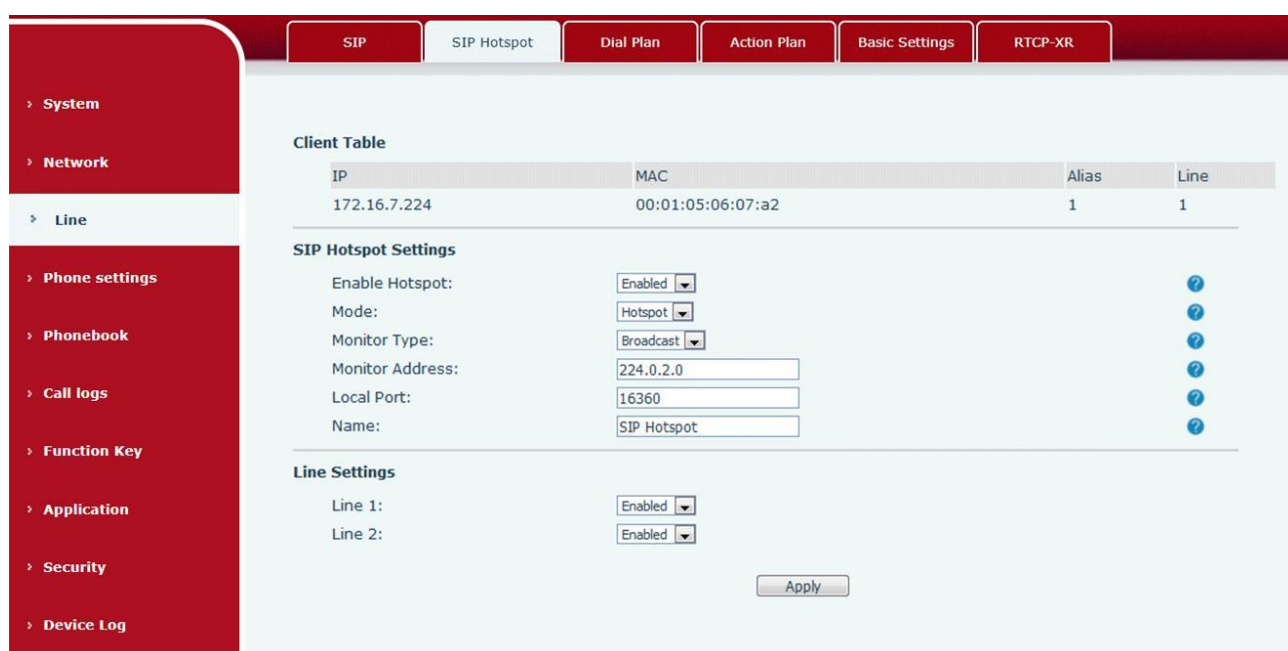 SIP SIP Hotspot Dial Plan Action Plan Basic Settings RTCP-XR
System
Network
Line
Phone settings
Phonebook
Call logs
Function Key
Application
Security
Device Log
Client Table
IP MAC Alias Line
172.16.7.224 00:01:05:06:07:a2 1 1
SIP Hotspot Settings
Enable Hotspot: Enabled ?
Mode: Hotspot ?
Monitor Type: Broadcast ?
Monitor Address: 224.0.2.0 ?
Local Port: 16360 ?
Name: SIP Hotspot ?
Line Settings
Line 1: Enabled
Line 2: Enabled
Apply